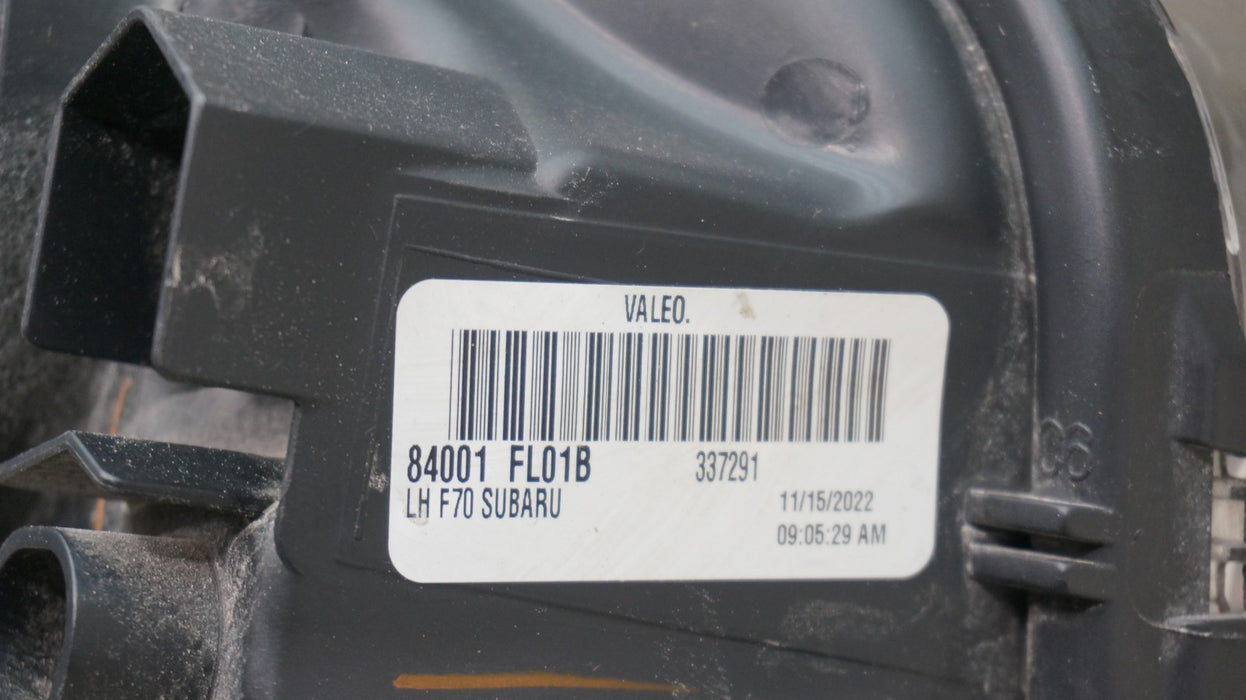 VALEO.
84001 FL01B 337291
LH F70 SUBARU
11/15/2022
09:05:29 AM